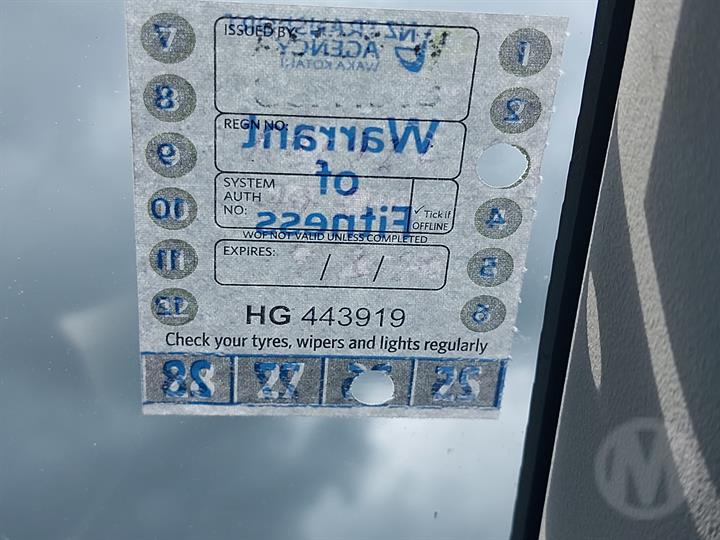 ISSUED BY:
NZ TRANSPORT
AGENCY
WAKA KOTAHI
REGN NO:
Warrant
of
Fitness
SYSTEM
AUTH
NO:
✓ Tick if
OFFLINE
WOF NOT VALID UNLESS COMPLETED
EXPIRES: / /
7 1
8 2
9
10 4
11 5
12 6
HG 443919
Check your tyres, wipers and lights regularly
28 27 26 25
M